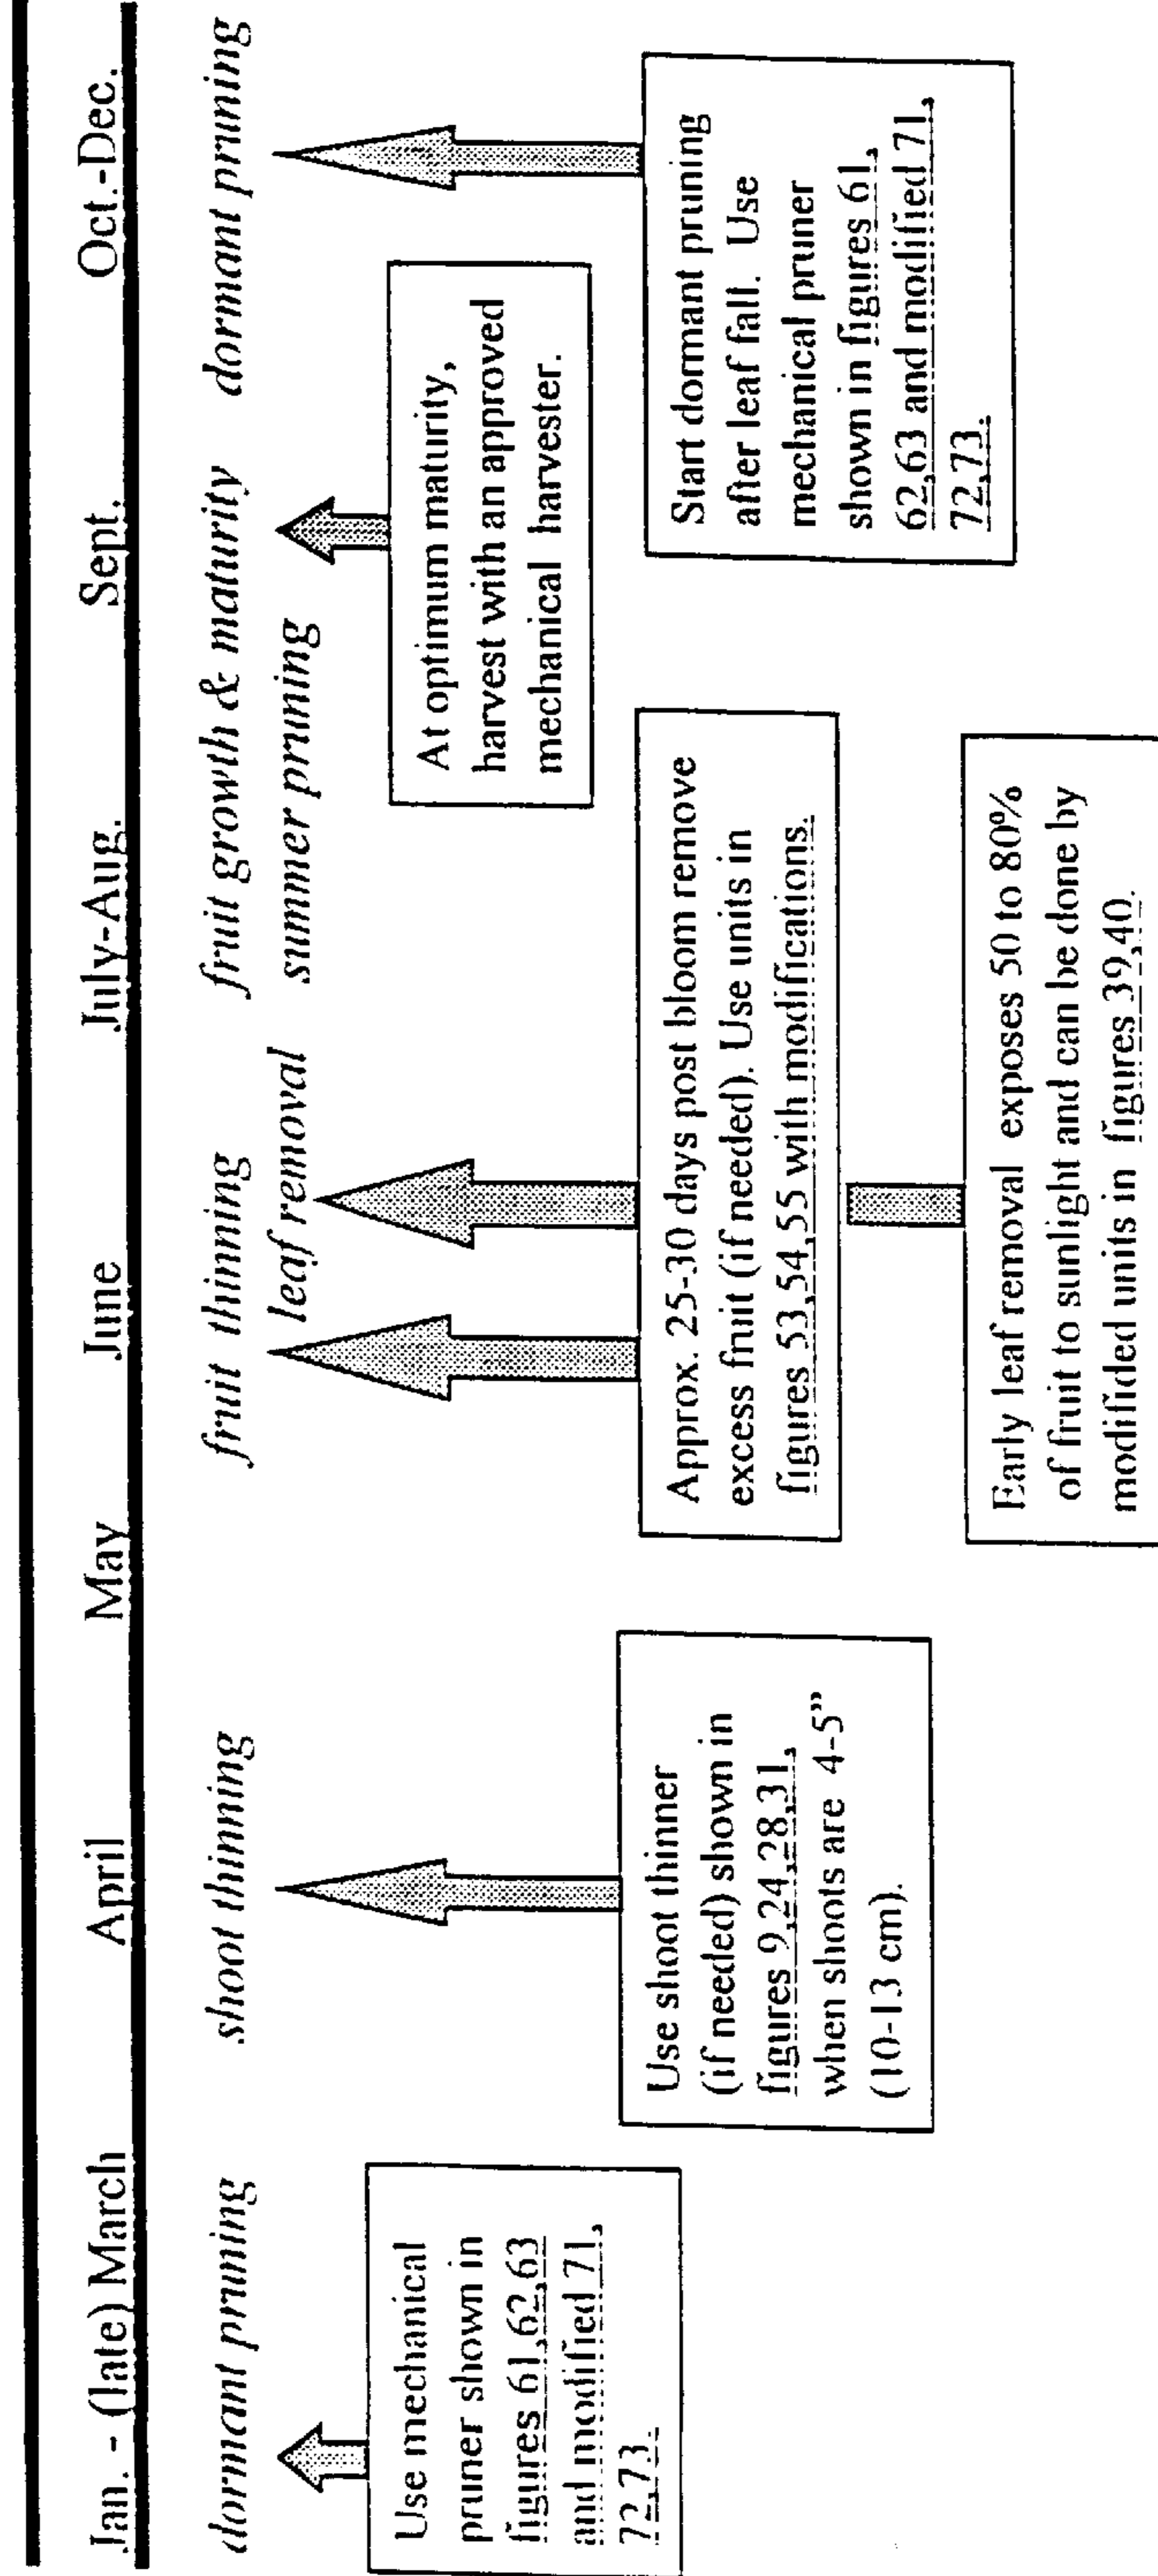 Jan. - (late) March April May June July-Aug. Sept. Oct.-Dec.
dormant pruning shoot thinning fruit thinning fruit growth & maturity dormant pruning
leaf removal summer pruning
Use mechanical
pruner shown in
figures 61,62,63
and modified 71,
72,73.
Use shoot thinner
(if needed) shown in
figures 9,24,28,31,
when shoots are 4-5”
(10-13 cm).
Approx. 25-30 days post bloom remove
excess fruit (if needed). Use units in
figures 53,54,55 with modifications.
Early leaf removal exposes 50 to 80%
of fruit to sunlight and can be done by
modifided units in figures 39,40.
At optimum maturity,
harvest with an approved
mechanical harvester.
Start dormant pruning
after leaf fall. Use
mechanical pruner
shown in figures 61,
62,63 and modified 71,
72,73.